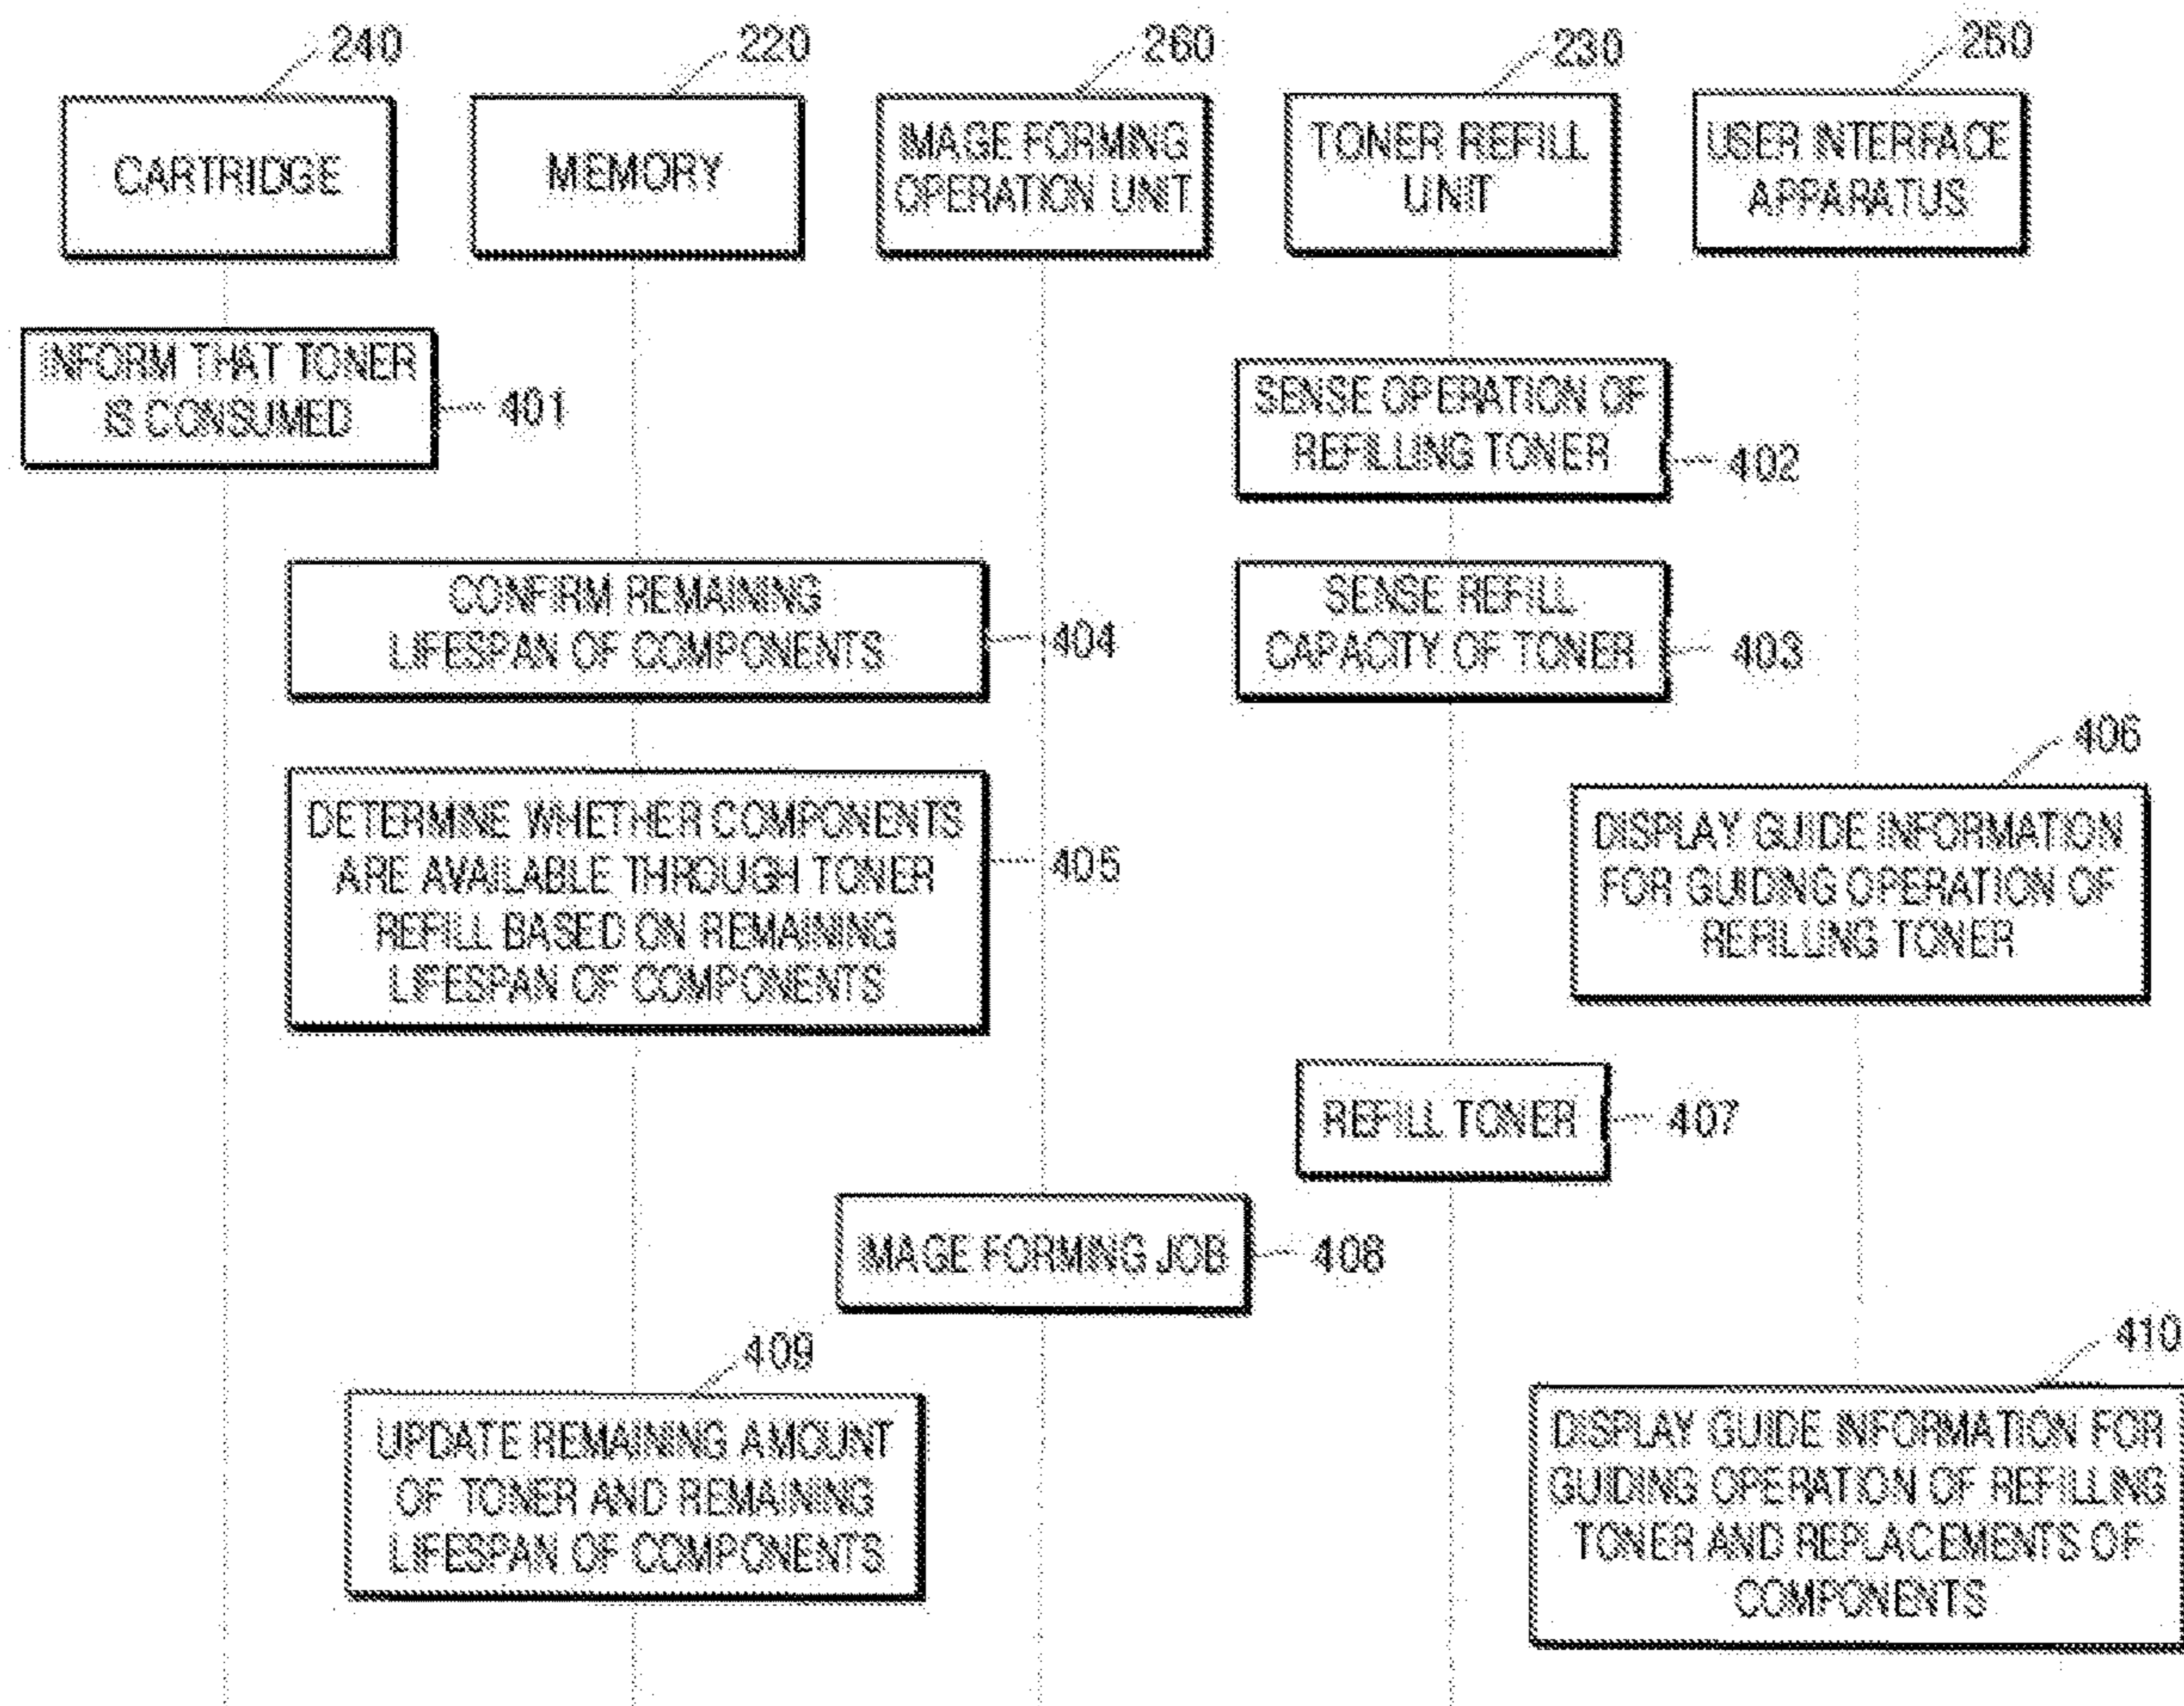 240
220
260
230
250
CARTRIDGE
MEMORY
IMAGE FORMING
OPERATION UNIT
TONER REFILL
UNIT
USER INTERFACE
APPARATUS
INFORM THAT TONER
IS CONSUMED
401
SENSE OPERATION OF
REFILLING TONER
402
CONFIRM REMAINING
LIFESPAN OF COMPONENTS
404
SENSE REFILL
CAPACITY OF TONER
403
DETERMINE WHETHER COMPONENTS
ARE AVAILABLE THROUGH TONER
REFILL BASED ON REMAINING
LIFESPAN OF COMPONENTS
405
406
DISPLAY GUIDE INFORMATION
FOR GUIDING OPERATION OF
REFILLING TONER
REFILL TONER
407
IMAGE FORMING JOB
408
409
UPDATE REMAINING AMOUNT
OF TONER AND REMAINING
LIFESPAN OF COMPONENTS
410
DISPLAY GUIDE INFORMATION FOR
GUIDING OPERATION OF REFILLING
TONER AND REPLACEMENTS OF
COMPONENTS